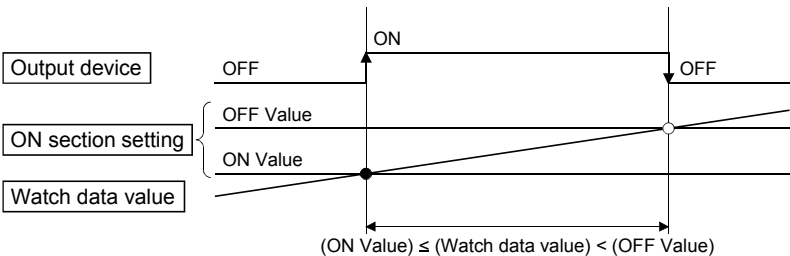 ON
Output device
OFF
OFF
OFF Value
ON section setting
ON Value
Watch data value
(ON Value) ≤ (Watch data value) < (OFF Value)